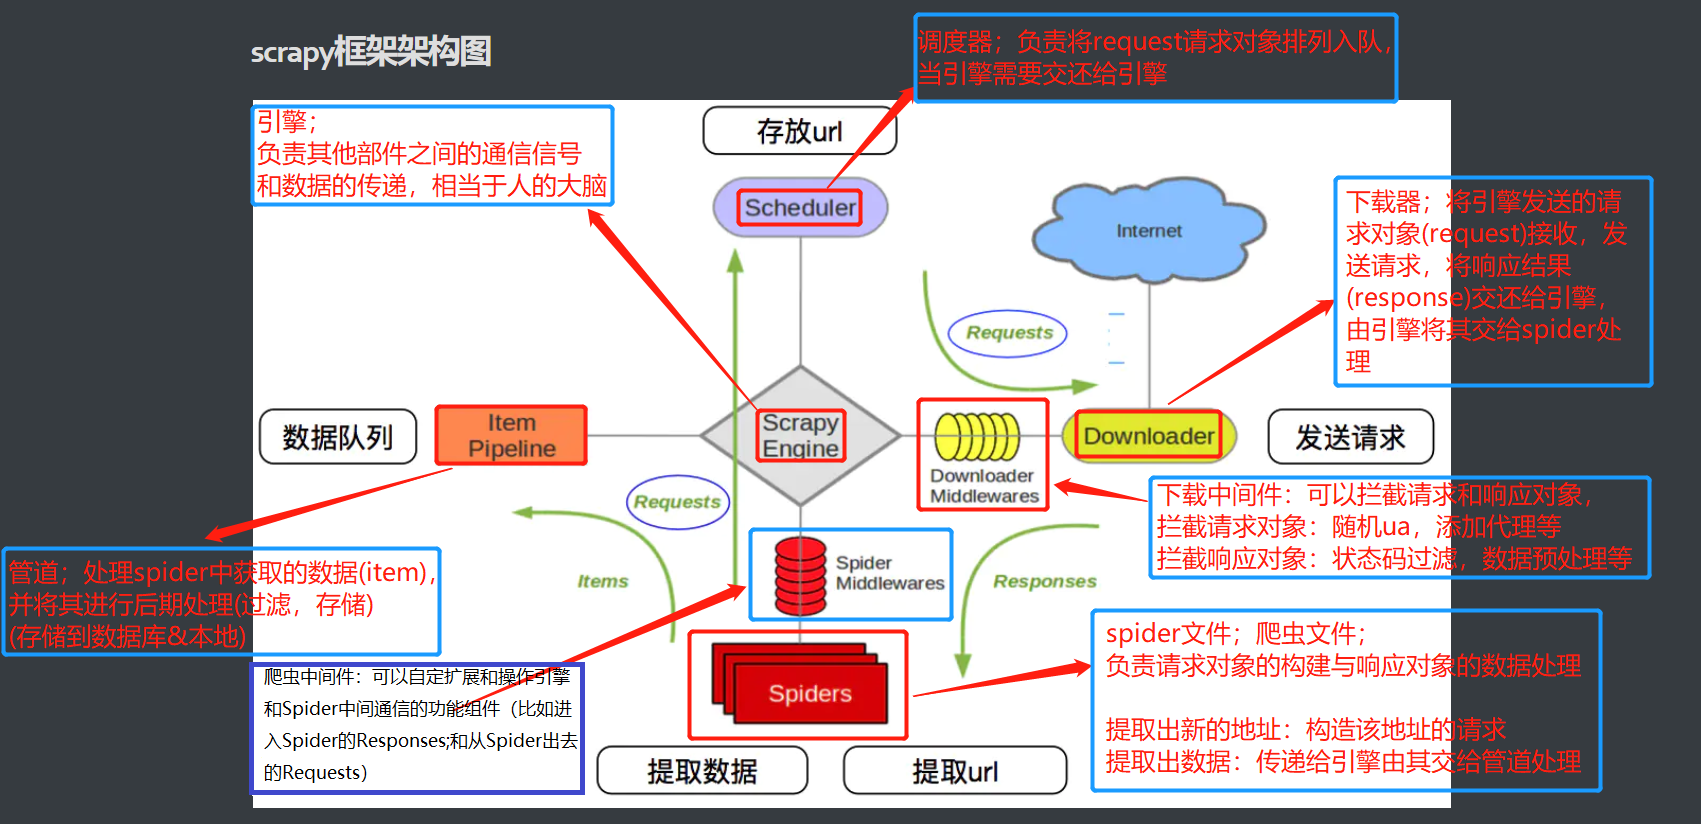 scrapy框架架构图
调度器；负责将request请求对象排列入队，
当引擎需要交还给引擎
引擎；
负责其他部件之间的通信信号
和数据的传递，相当于人的大脑
存放url
Scheduler
Internet
下载器；将引擎发送的请
求对象(request)接收，发
送请求，将响应结果
(response)交还给引擎，
由引擎将其交给spider处
理
Requests
数据队列
Item
Pipeline
Scrapy
Engine
Downloader
Middlewares
Downloader
发送请求
Requests
下载中间件：可以拦截请求和响应对象，
拦截请求对象：随机ua，添加代理等
拦截响应对象：状态码过滤，数据预处理等
管道；处理spider中获取的数据(item)，
并将其进行后期处理(过滤，存储)
(存储到数据库&本地)
Items
Spider
Middlewares
Responses
spider文件；爬虫文件；
负责请求对象的构建与响应对象的数据处理
提取出新的地址：构造该地址的请求
提取出数据：传递给引擎由其交给管道处理
爬虫中间件：可以自定扩展和操作引擎
和Spider中间通信的功能组件（比如进
入Spider的Responses;和从Spider出去
的Requests）
Spiders
提取数据
提取url